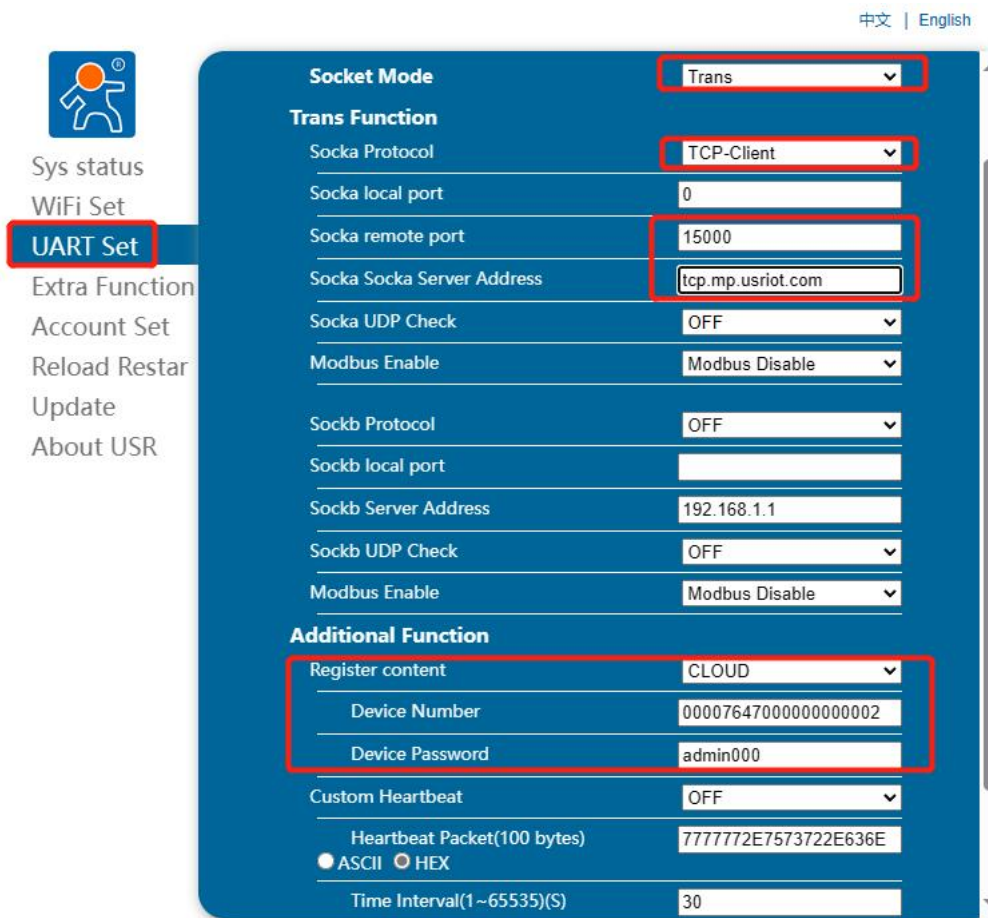 中文 | English
®
Sys status
WiFi Set
UART Set
Extra Function
Account Set
Reload Restar
Update
About USR
Socket Mode Trans
Trans Function
Socka Protocol TCP-Client
Socka local port 0
Socka remote port 15000
Socka Socka Server Address tcp.mp.usriot.com
Socka UDP Check OFF
Modbus Enable Modbus Disable
Sockb Protocol OFF
Sockb local port
Sockb Server Address 192.168.1.1
Sockb UDP Check OFF
Modbus Enable Modbus Disable
Additional Function
Register content CLOUD
Device Number 00007647000000000002
Device Password admin000
Custom Heartbeat OFF
Heartbeat Packet(100 bytes) 7777772E7573722E636E
ASCII HEX
Time Interval(1~65535)(S) 30